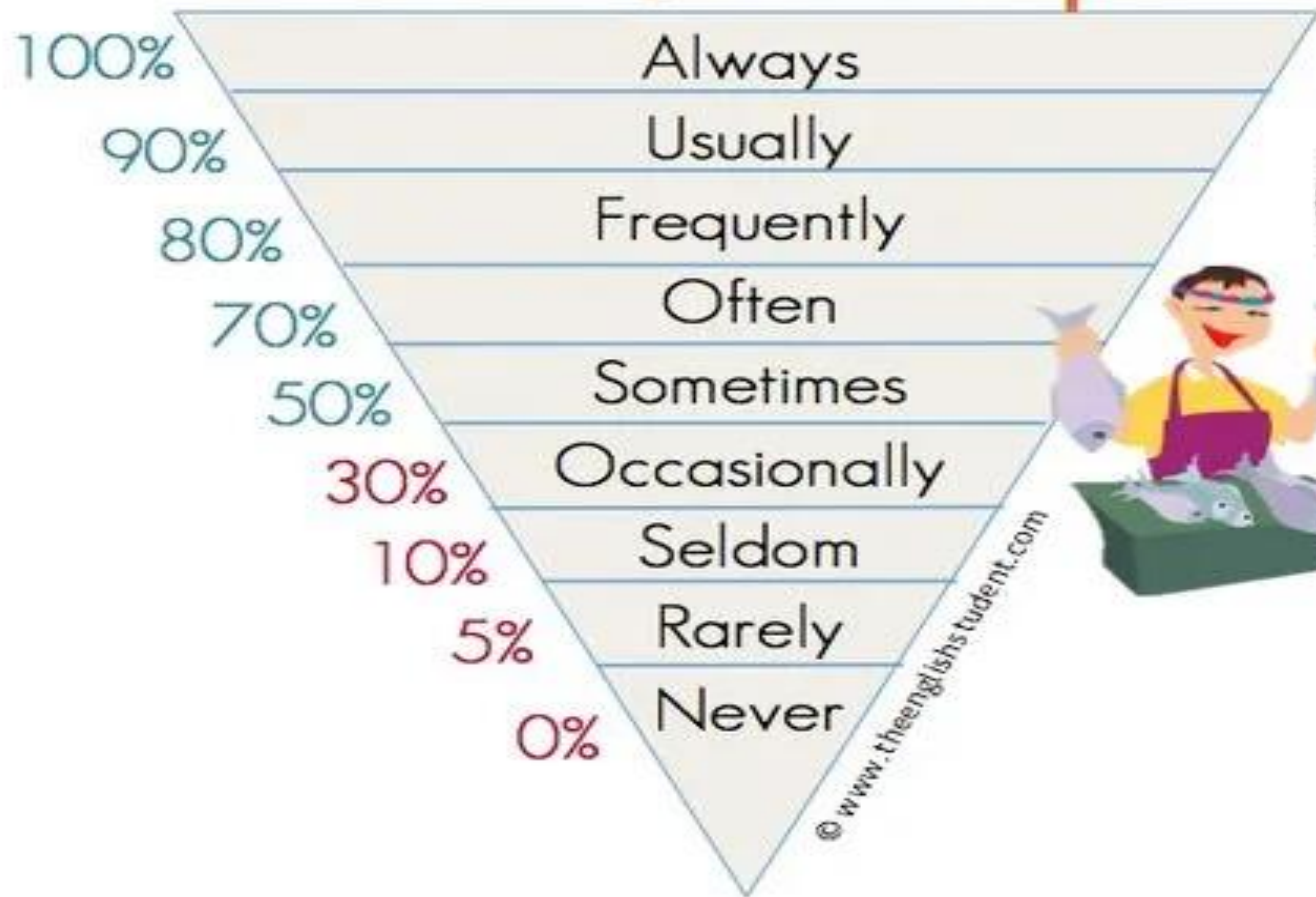 100% Always
90% Usually
80% Frequently
70% Often
50% Sometimes
30% Occasionally
10% Seldom
5% Rarely
0% Never
© www.theenglishstudent.com